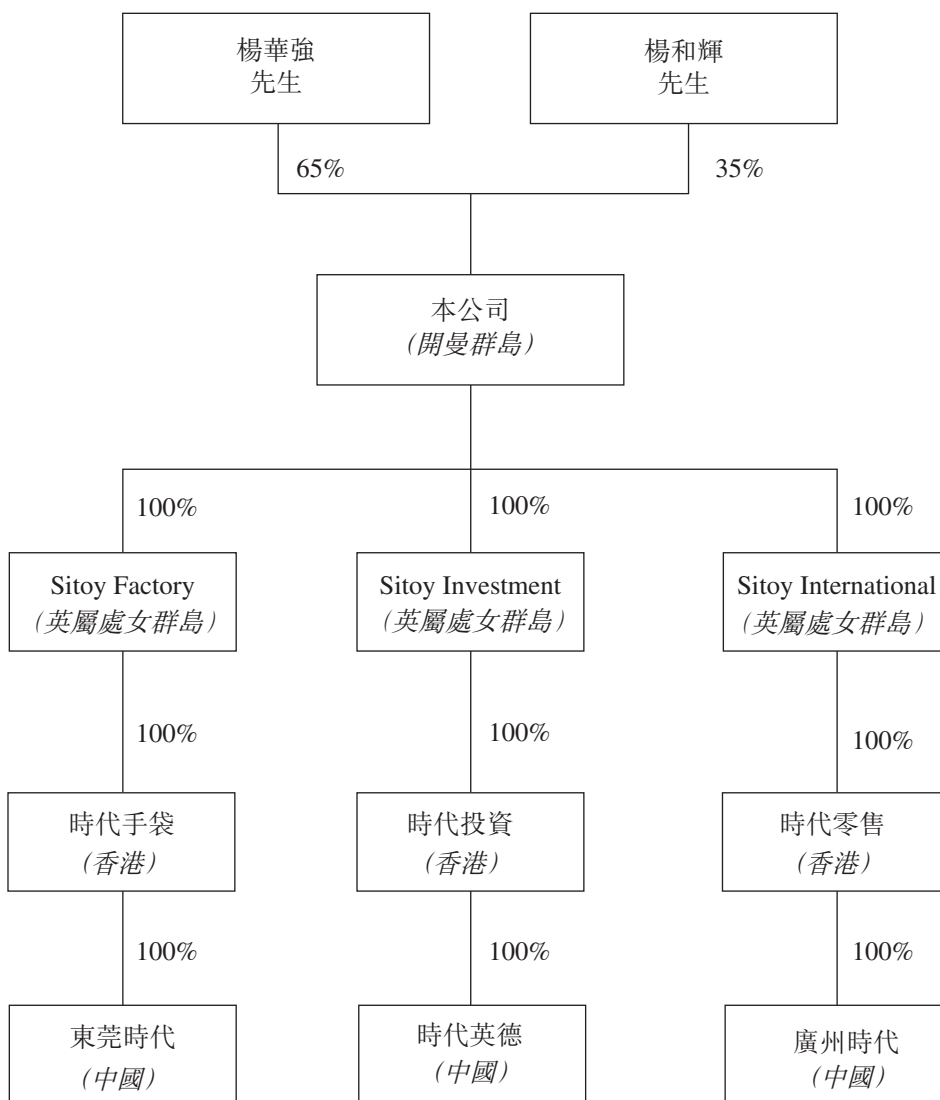 楊華強
先生
楊和輝
先生
65%
35%
本公司
（開曼群島）
100%
100%
100%
Sitoy Factory
（英屬處女群島）
Sitoy Investment
（英屬處女群島）
Sitoy International
（英屬處女群島）
100%
100%
100%
時代手袋
（香港）
時代投資
（香港）
時代零售
（香港）
100%
100%
100%
東莞時代
（中國）
時代英德
（中國）
廣州時代
（中國）